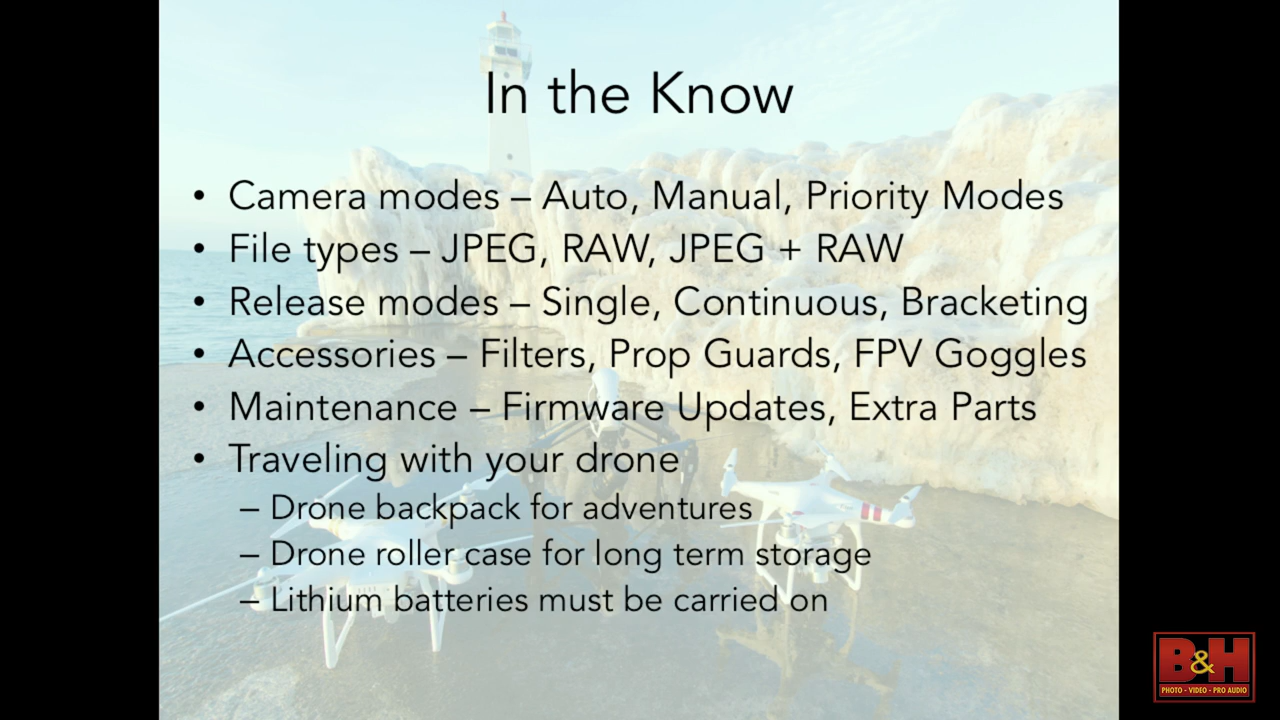 In the Know
• Camera modes – Auto, Manual, Priority Modes
• File types – JPEG, RAW, JPEG + RAW
• Release modes – Single, Continuous, Bracketing
• Accessories – Filters, Prop Guards, FPV Goggles
• Maintenance – Firmware Updates, Extra Parts
• Traveling with your drone
– Drone backpack for adventures
– Drone roller case for long term storage
– Lithium batteries must be carried on
B&H
PHOTO - VIDEO - PRO AUDIO